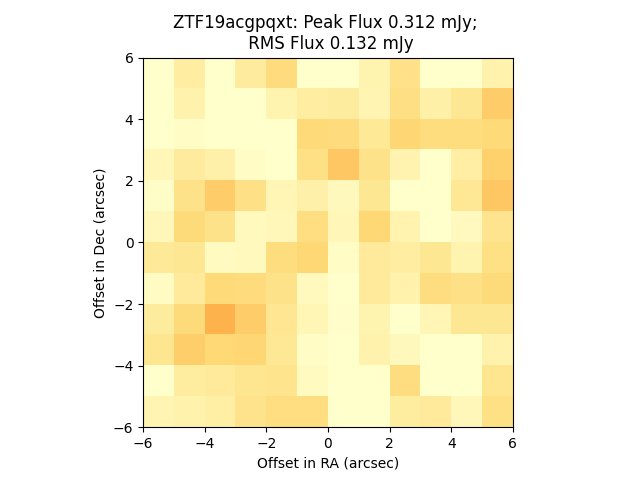 ZTF19acgpqxt: Peak Flux 0.312 mJy;
RMS Flux 0.132 mJy
6
4
2
0
−2
−4
−6
Offset in Dec (arcsec)
−6 −4 −2 0 2 4 6
Offset in RA (arcsec)